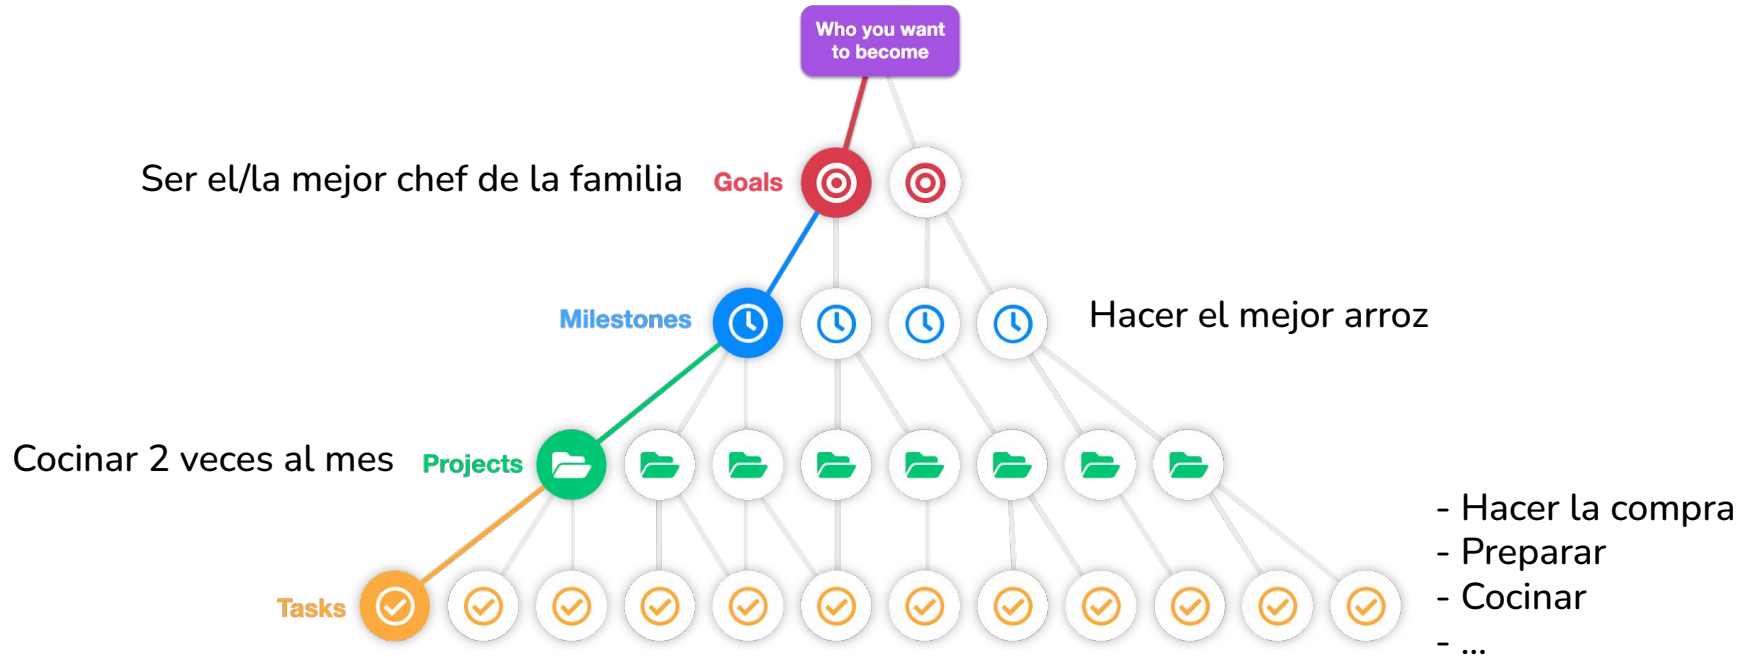 Who you want
to become
Ser el/la mejor chef de la familia
Goals
Milestones
Hacer el mejor arroz
Cocinar 2 veces al mes
Projects
- Hacer la compra
- Preparar
- Cocinar
- ...
Tasks